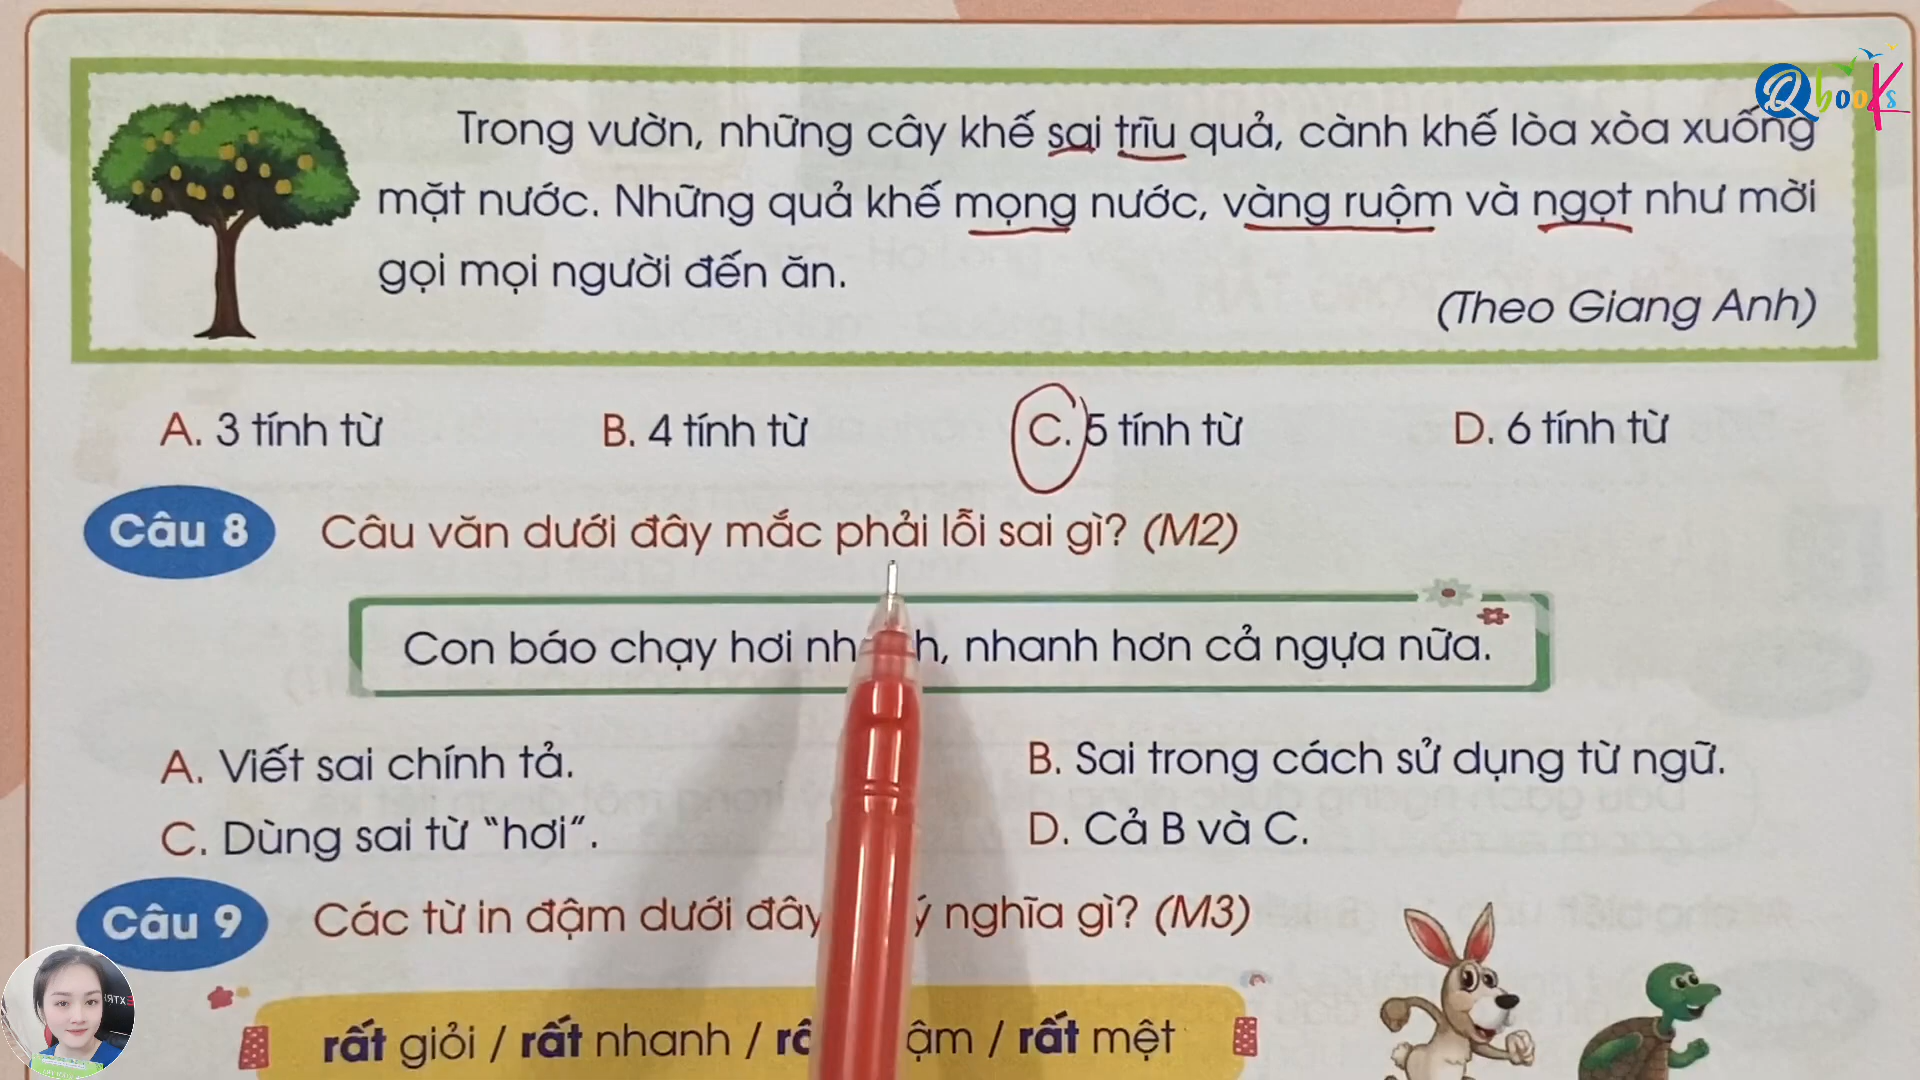 Qbooks
Trong vườn, những cây khế sai trĩu quả, cành khế lòa xòa xuống
mặt nước. Những quả khế mọng nước, vàng ruộm và ngọt như mời
gọi mọi người đến ăn.
(Theo Giang Anh)
A. 3 tính từ B. 4 tính từ C. 5 tính từ D. 6 tính từ
Câu 8 Câu văn dưới đây mắc phải lỗi sai gì? (M2)
Con báo chạy hơi , nhanh hơn cả ngựa nữa.
A. Viết sai chính tả. B. Sai trong cách sử dụng từ ngữ.
C. Dùng sai từ “hơi”. D. Cả B và C.
Câu 9 Các từ in đậm dưới đây ý nghĩa gì? (M3)
rất giỏi / rất nhanh / / rất mệt